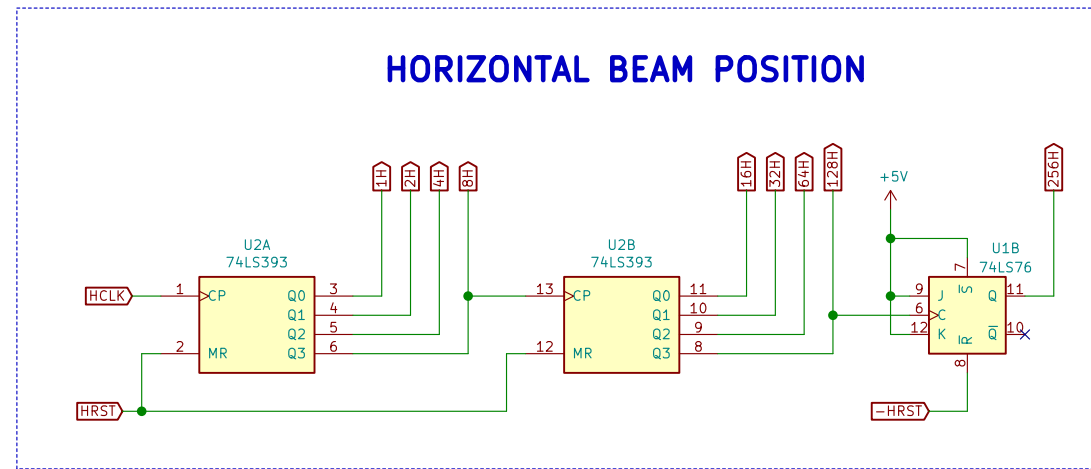 HORIZONTAL BEAM POSITION
1H
2H
4H
8H
16H
32H
64H
128H
256H
+5V
U2A
74LS393
HCLK
1
CP
Q0
3
Q1
4
Q2
5
2
MR
Q3
6
HRST
U2B
74LS393
13
CP
Q0
11
Q1
10
Q2
9
12
MR
Q3
8
U1B
74LS76
7
S
9
J
Q
11
6
C
12
K
Q
10
R
8
-HRST